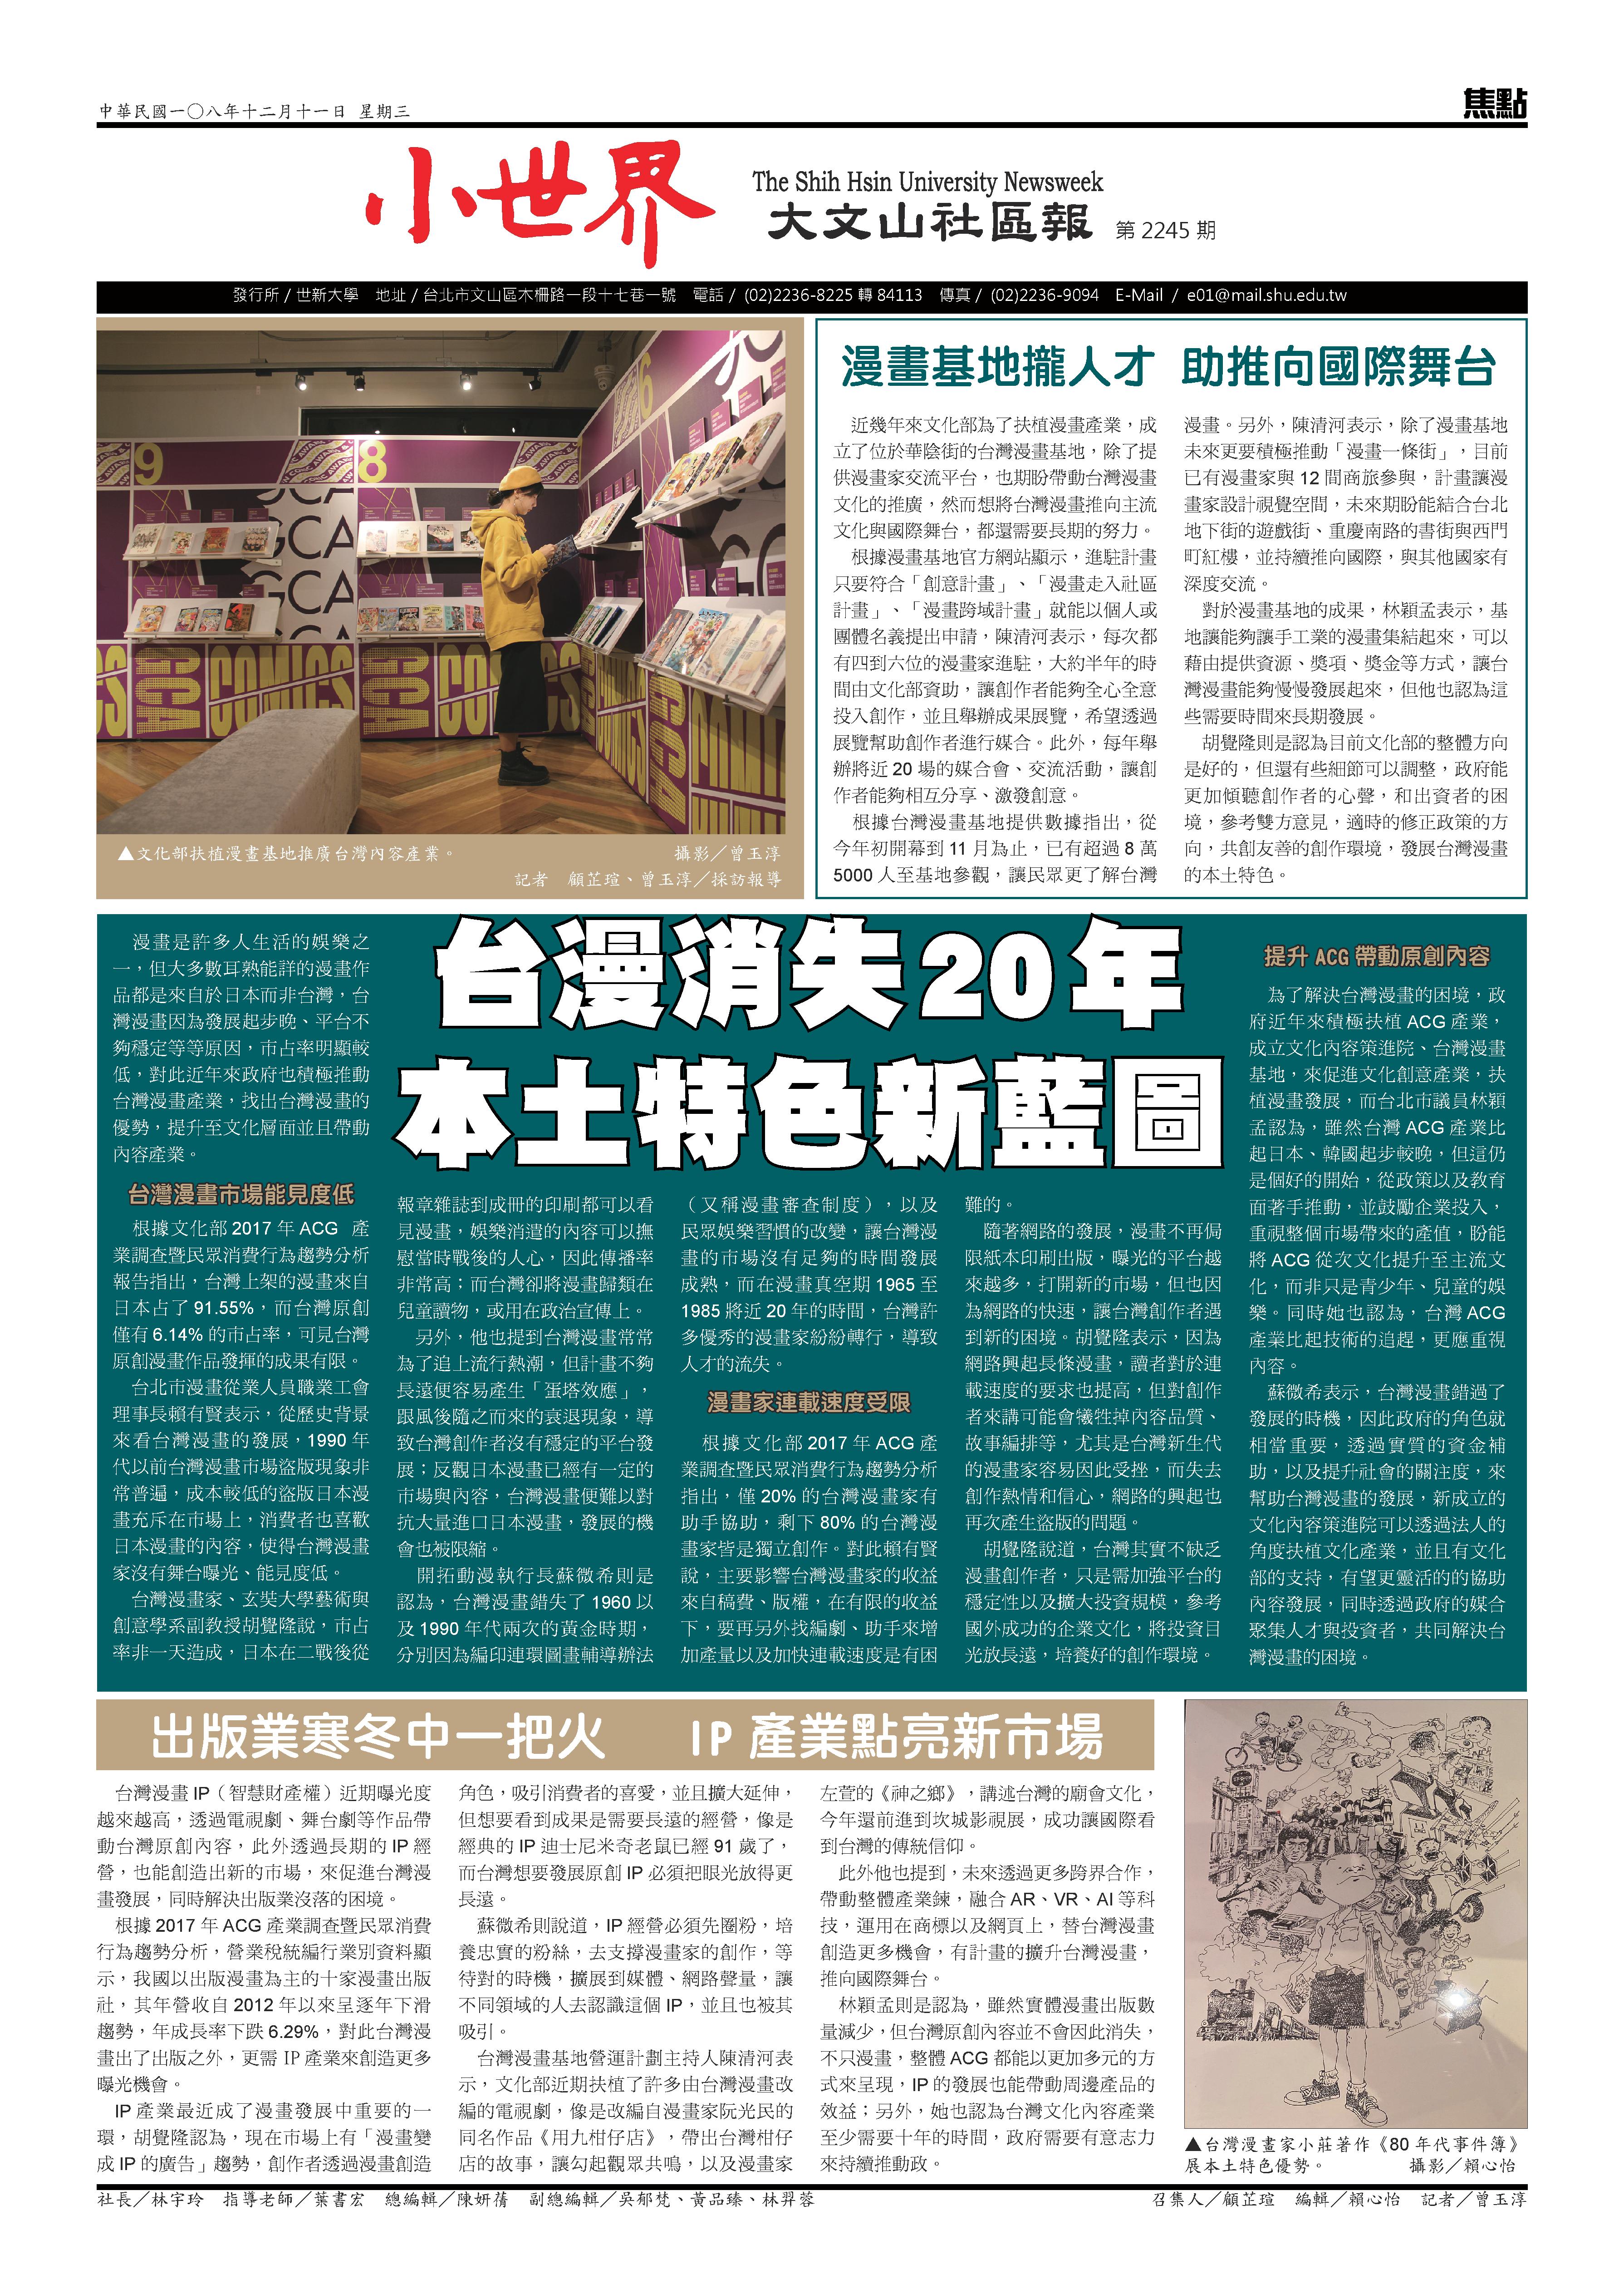 中華民國一〇八年十二月十一日 星期三
焦點
小世界
The Shih Hsin University Newsweek
大文山社區報 第 2245 期
發行所 / 世新大學 地址 / 台北市文山區木柵路一段十七巷一號 電話 / (02)2236-8225 轉 84113 傳真 / (02)2236-9094 E-Mail / e01@mail.shu.edu.tw
9
8
6
GCA
GCA
COMICS
GCA
▲文化部扶植漫畫基地推廣台灣內容產業。 攝影／曾玉淳
記者 顧芷瑄、曾玉淳／採訪報導
漫畫基地攏人才 助推向國際舞台
近幾年來文化部為了扶植漫畫產業，成
立了位於華陰街的台灣漫畫基地，除了提
供漫畫家交流平台，也期盼帶動台灣漫畫
文化的推廣，然而想將台灣漫畫推向主流
文化與國際舞台，都還需要長期的努力。
根據漫畫基地官方網站顯示，進駐計畫
只要符合「創意計畫」、「漫畫走入社區
計畫」、「漫畫跨域計畫」就能以個人或
團體名義提出申請，陳清河表示，每次都
有四到六位的漫畫家進駐，大約半年的時
間由文化部資助，讓創作者能夠全心全意
投入創作，並且舉辦成果展覽，希望透過
展覽幫助創作者進行媒合。此外，每年舉
辦將近 20 場的媒合會、交流活動，讓創
作者能夠相互分享、激發創意。
根據台灣漫畫基地提供數據指出，從
今年初開幕到 11 月為止，已有超過 8 萬
5000 人至基地參觀，讓民眾更了解台灣
漫畫。另外，陳清河表示，除了漫畫基地
未來更要積極推動「漫畫一條街」，目前
已有漫畫家與 12 間商旅參與，計畫讓漫
畫家設計視覺空間，未來期盼能結合台北
地下街的遊戲街、重慶南路的書街與西門
町紅樓，並持續推向國際，與其他國家有
深度交流。
對於漫畫基地的成果，林穎孟表示，基
地讓能夠讓手工業的漫畫集結起來，可以
藉由提供資源、獎項、獎金等方式，讓台
灣漫畫能夠慢慢發展起來，但他也認為這
些需要時間來長期發展。
胡覺隆則是認為目前文化部的整體方向
是好的，但還有些細節可以調整，政府能
更加傾聽創作者的心聲，和出資者的困
境，參考雙方意見，適時的修正政策的方
向，共創友善的創作環境，發展台灣漫畫
的本土特色。
台漫消失20年
本土特色新藍圖
漫畫是許多人生活的娛樂之
一，但大多數耳熟能詳的漫畫作
品都是來自於日本而非台灣，台
灣漫畫因為發展起步晚、平台不
夠穩定等等原因，市占率明顯較
低，對此近年來政府也積極推動
台灣漫畫產業，找出台灣漫畫的
優勢，提升至文化層面並且帶動
內容產業。
台灣漫畫市場能見度低
根據文化部 2017 年 ACG 產
業調查暨民眾消費行為趨勢分析
報告指出，台灣上架的漫畫來自
日本占了 91.55%，而台灣原創
僅有 6.14% 的市占率，可見台灣
原創漫畫作品發揮的成果有限。
台北市漫畫從業人員職業工會
理事長賴有賢表示，從歷史背景
來看台灣漫畫的發展，1990 年
代以前台灣漫畫市場盜版現象非
常普遍，成本較低的盜版日本漫
畫充斥在市場上，消費者也喜歡
日本漫畫的內容，使得台灣漫畫
家沒有舞台曝光、能見度低。
台灣漫畫家、玄奘大學藝術與
創意學系副教授胡覺隆說，市占
率非一天造成，日本在二戰後從
報章雜誌到成冊的印刷都可以看
見漫畫，娛樂消遣的內容可以撫
慰當時戰後的人心，因此傳播率
非常高；而台灣卻將漫畫歸類在
兒童讀物，或用在政治宣傳上。
另外，他也提到台灣漫畫常常
為了追上流行熱潮，但計畫不夠
長遠便容易產生「蛋塔效應」，
跟風後隨之而來的衰退現象，導
致台灣創作者沒有穩定的平台發
展；反觀日本漫畫已經有一定的
市場與內容，台灣漫畫便難以對
抗大量進口日本漫畫，發展的機
會也被限縮。
開拓動漫執行長蘇微希則是
認為，台灣漫畫錯失了 1960 以
及 1990 年代兩次的黃金時期，
分別因為編印連環圖畫輔導辦法
（又稱漫畫審查制度），以及
民眾娛樂習慣的改變，讓台灣漫
畫的市場沒有足夠的時間發展
成熟，而在漫畫真空期 1965 至
1985 將近 20 年的時間，台灣許
多優秀的漫畫家紛紛轉行，導致
人才的流失。
漫畫家連載速度受限
根據文化部 2017 年 ACG 產
業調查暨民眾消費行為趨勢分析
指出，僅 20% 的台灣漫畫家有
助手協助，剩下 80% 的台灣漫
畫家皆是獨立創作。對此賴有賢
說，主要影響台灣漫畫家的收益
來自稿費、版權，在有限的收益
下，要再另外找編劇、助手來增
加產量以及加快連載速度是有困
難的。
隨著網路的發展，漫畫不再侷
限紙本印刷出版，曝光的平台越
來越多，打開新的市場，但也因
為網路的快速，讓台灣創作者遇
到新的困境。胡覺隆表示，因為
網路興起長條漫畫，讀者對於連
載速度的要求也提高，但對創作
者來講可能會犧牲掉內容品質、
故事編排等，尤其是台灣新生代
的漫畫家容易因此受挫，而失去
創作熱情和信心，網路的興起也
再次產生盜版的問題。
胡覺隆說道，台灣其實不缺乏
漫畫創作者，只是需加強平台的
穩定性以及擴大投資規模，參考
國外成功的企業文化，將投資目
光放長遠，培養好的創作環境。
提升 ACG 帶動原創內容
為了解決台灣漫畫的困境，政
府近年來積極扶植 ACG 產業，
成立文化內容策進院、台灣漫畫
基地，來促進文化創意產業，扶
植漫畫發展，而台北市議員林穎
孟認為，雖然台灣 ACG 產業比
起日本、韓國起步較晚，但這仍
是個好的開始，從政策以及教育
面著手推動，並鼓勵企業投入，
重視整個市場帶來的產值，盼能
將 ACG 從次文化提升至主流文
化，而非只是青少年、兒童的娛
樂。同時她也認為，台灣 ACG
產業比起技術的追趕，更應重視
內容。
蘇微希表示，台灣漫畫錯過了
發展的時機，因此政府的角色就
相當重要，透過實質的資金補
助，以及提升社會的關注度，來
幫助台灣漫畫的發展，新成立的
文化內容策進院可以透過法人的
角度扶植文化產業，並且有文化
部的支持，有望更靈活的的協助
內容發展，同時透過政府的媒合
聚集人才與投資者，共同解決台
灣漫畫的困境。
出版業寒冬中一把火 IP 產業點亮新市場
台灣漫畫 IP（智慧財產權）近期曝光度
越來越高，透過電視劇、舞台劇等作品帶
動台灣原創內容，此外透過長期的 IP 經
營，也能創造出新的市場，來促進台灣漫
畫發展，同時解決出版業沒落的困境。
根據 2017 年 ACG 產業調查暨民眾消費
行為趨勢分析，營業稅統編行業別資料顯
示，我國以出版漫畫為主的十家漫畫出版
社，其年營收自 2012 年以來呈逐年下滑
趨勢，年成長率下跌 6.29%，對此台灣漫
畫出了出版之外，更需 IP 產業來創造更多
曝光機會。
IP 產業最近成了漫畫發展中重要的一
環，胡覺隆認為，現在市場上有「漫畫變
成 IP 的廣告」趨勢，創作者透過漫畫創造
角色，吸引消費者的喜愛，並且擴大延伸，
但想要看到成果是需要長遠的經營，像是
經典的 IP 迪士尼米奇老鼠已經 91 歲了，
而台灣想要發展原創 IP 必須把眼光放得更
長遠。
蘇微希則說道，IP 經營必須先圈粉，培
養忠實的粉絲，去支撐漫畫家的創作，等
待對的時機，擴展到媒體、網路聲量，讓
不同領域的人去認識這個 IP，並且也被其
吸引。
台灣漫畫基地營運計劃主持人陳清河表
示，文化部近期扶植了許多由台灣漫畫改
編的電視劇，像是改編自漫畫家阮光民的
同名作品《用九柑仔店》，帶出台灣柑仔
店的故事，讓勾起觀眾共鳴，以及漫畫家
左萱的《神之鄉》，講述台灣的廟會文化，
今年還前進到坎城影視展，成功讓國際看
到台灣的傳統信仰。
此外他也提到，未來透過更多跨界合作，
帶動整體產業鍊，融合 AR、VR、AI 等科
技，運用在商標以及網頁上，替台灣漫畫
創造更多機會，有計畫的擴升台灣漫畫，
推向國際舞台。
林穎孟則是認為，雖然實體漫畫出版數
量減少，但台灣原創內容並不會因此消失，
不只漫畫，整體 ACG 都能以更加多元的方
式來呈現，IP 的發展也能帶動周邊產品的
效益；另外，她也認為台灣文化內容產業
至少需要十年的時間，政府需要有意志力
來持續推動政。
▲台灣漫畫家小莊著作《80 年代事件簿》
展本土特色優勢。 攝影／賴心怡
社長／林宇玲 指導老師／葉書宏 總編輯／陳妍蒨 副總編輯／吳郁梵、黃品臻、林羿蓉
召集人／顧芷瑄 編輯／賴心怡 記者／曾玉淳